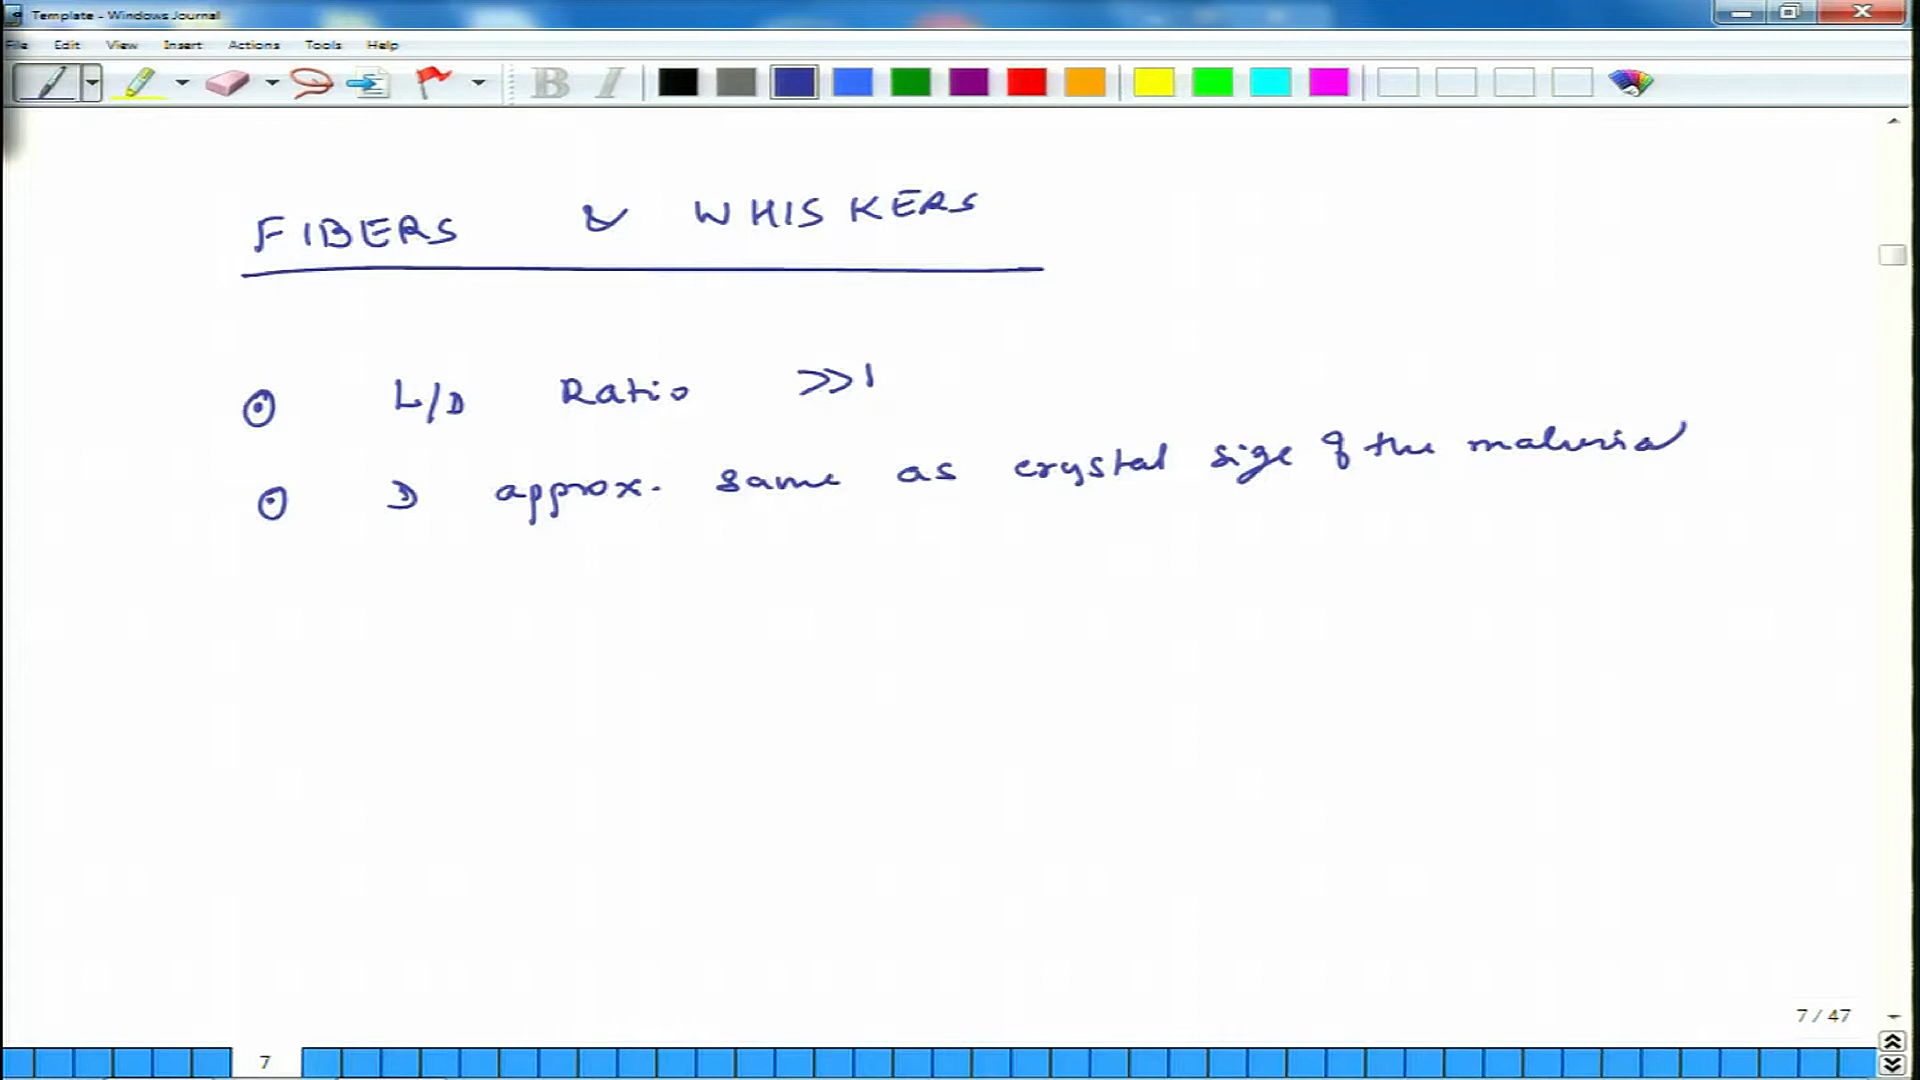 Template - Windows Journal
File Edit View Insert Actions Tools Help
B I
FIBERS & WHISKERS
L/D Ratio >>1
D approx. same as crystal size of the material
7 / 47
7